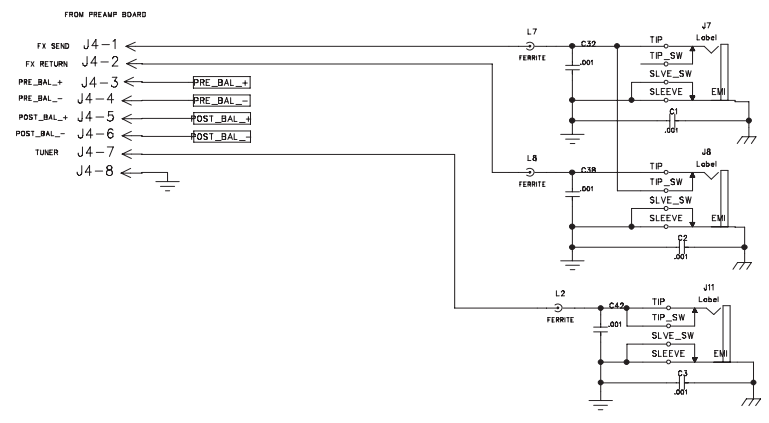 FROM PREAMP BOARD
FX SEND J4-1
FX RETURN J4-2
PRE_BAL_+ J4-3 PRE_BAL_+
PRE_BAL_- J4-4 PRE_BAL_-
POST_BAL_+ J4-5 POST_BAL_+
POST_BAL_- J4-6 POST_BAL_-
TUNER J4-7
J4-8
L7
FERRITE
C32
.001
J7
Label
TIP
TIP_SW
SLVE_SW
SLEEVE
EMI
C1
.001
L8
FERRITE
C38
.001
J8
Label
TIP
TIP_SW
SLVE_SW
SLEEVE
EMI
C2
.001
L2
FERRITE
C42
.001
J11
Label
TIP
TIP_SW
SLVE_SW
SLEEVE
EMI
C3
.001